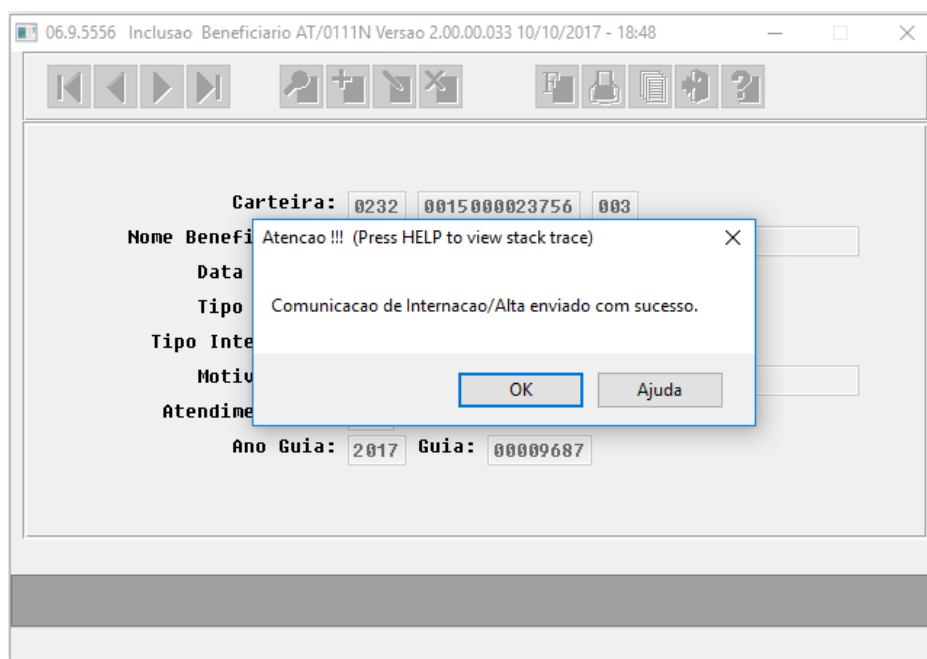 06.9.5556 Inclusao Beneficiario AT/0111N Versao 2.00.00.033 10/10/2017 - 18:48
F ?
Carteira: 0232 0015000023756 003
Nome Benefi
Atencao !!! (Press HELP to view stack trace)
Data
Tipo
Comunicacao de Internacao/Alta enviado com sucesso.
Tipo Inte
Motiv
OK Ajuda
Atendime
Ano Guia: 2017 Guia: 00009687